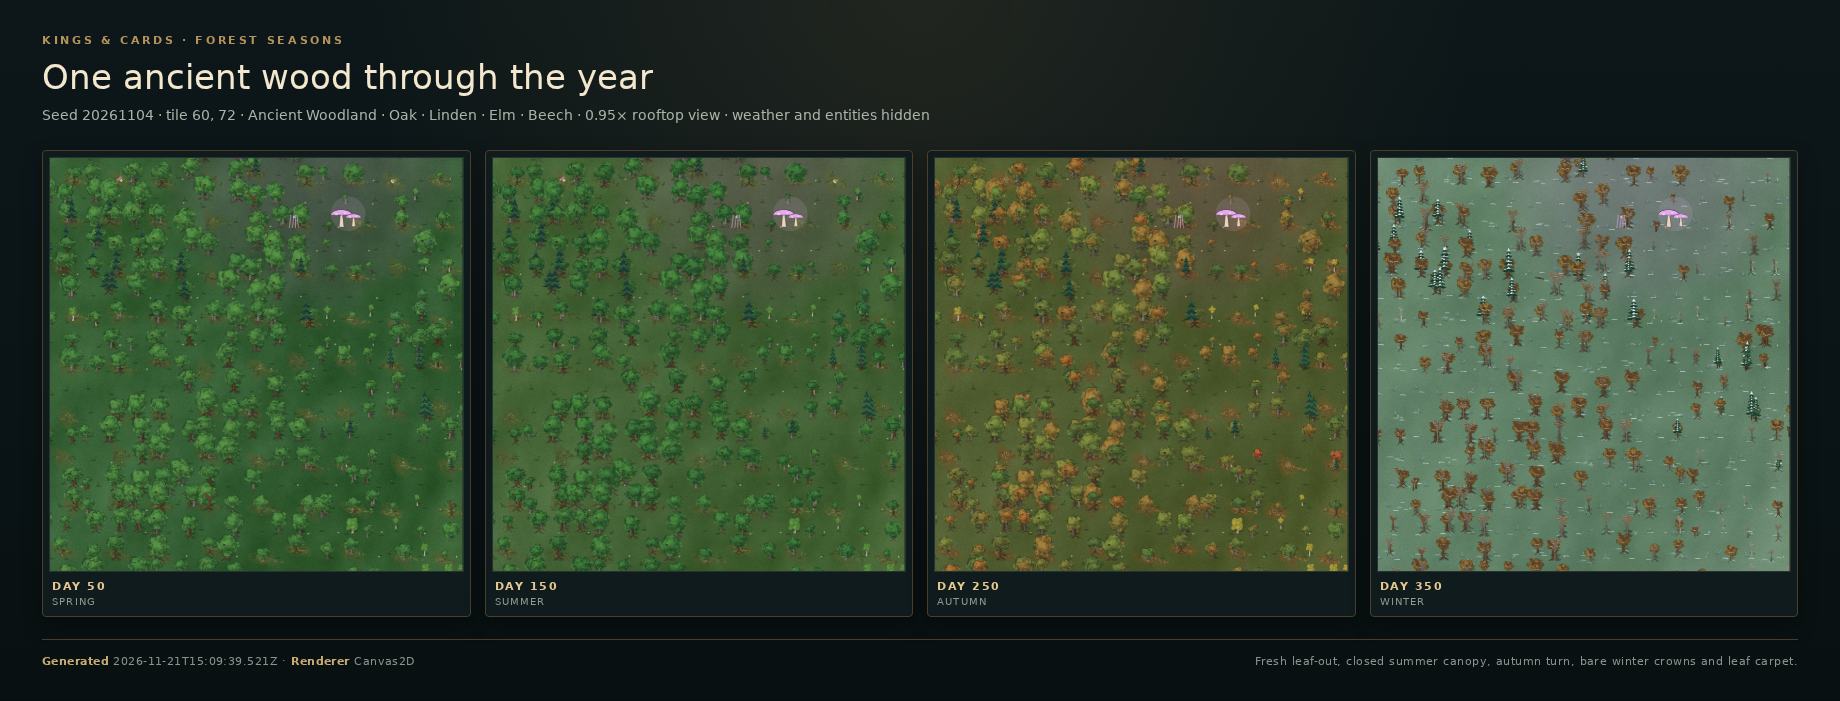 KINGS & CARDS · FOREST SEASONS
One ancient wood through the year
Seed 20261104 · tile 60, 72 · Ancient Woodland · Oak · Linden · Elm · Beech · 0.95× rooftop view · weather and entities hidden
DAY 50
SPRING
DAY 150
SUMMER
DAY 250
AUTUMN
DAY 350
WINTER
Generated 2026-11-21T15:09:39.521Z · Renderer Canvas2D
Fresh leaf-out, closed summer canopy, autumn turn, bare winter crowns and leaf carpet.